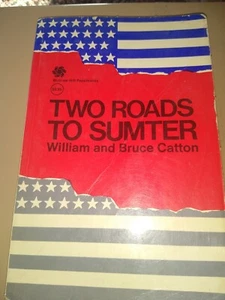 TWO ROADS
TO SUMTER
William and Bruce Catton